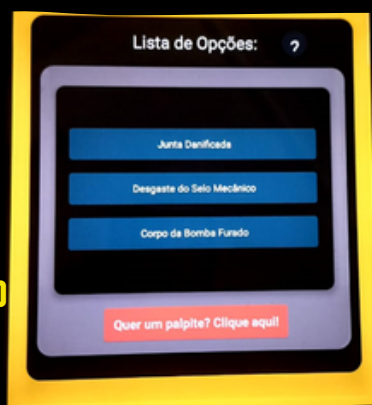 Lista de Opções: ?
Junta Danificada
Desgaste do Selo Mecânico
Corpo da Bomba Furado
Quer um palpite? Clique aqui!